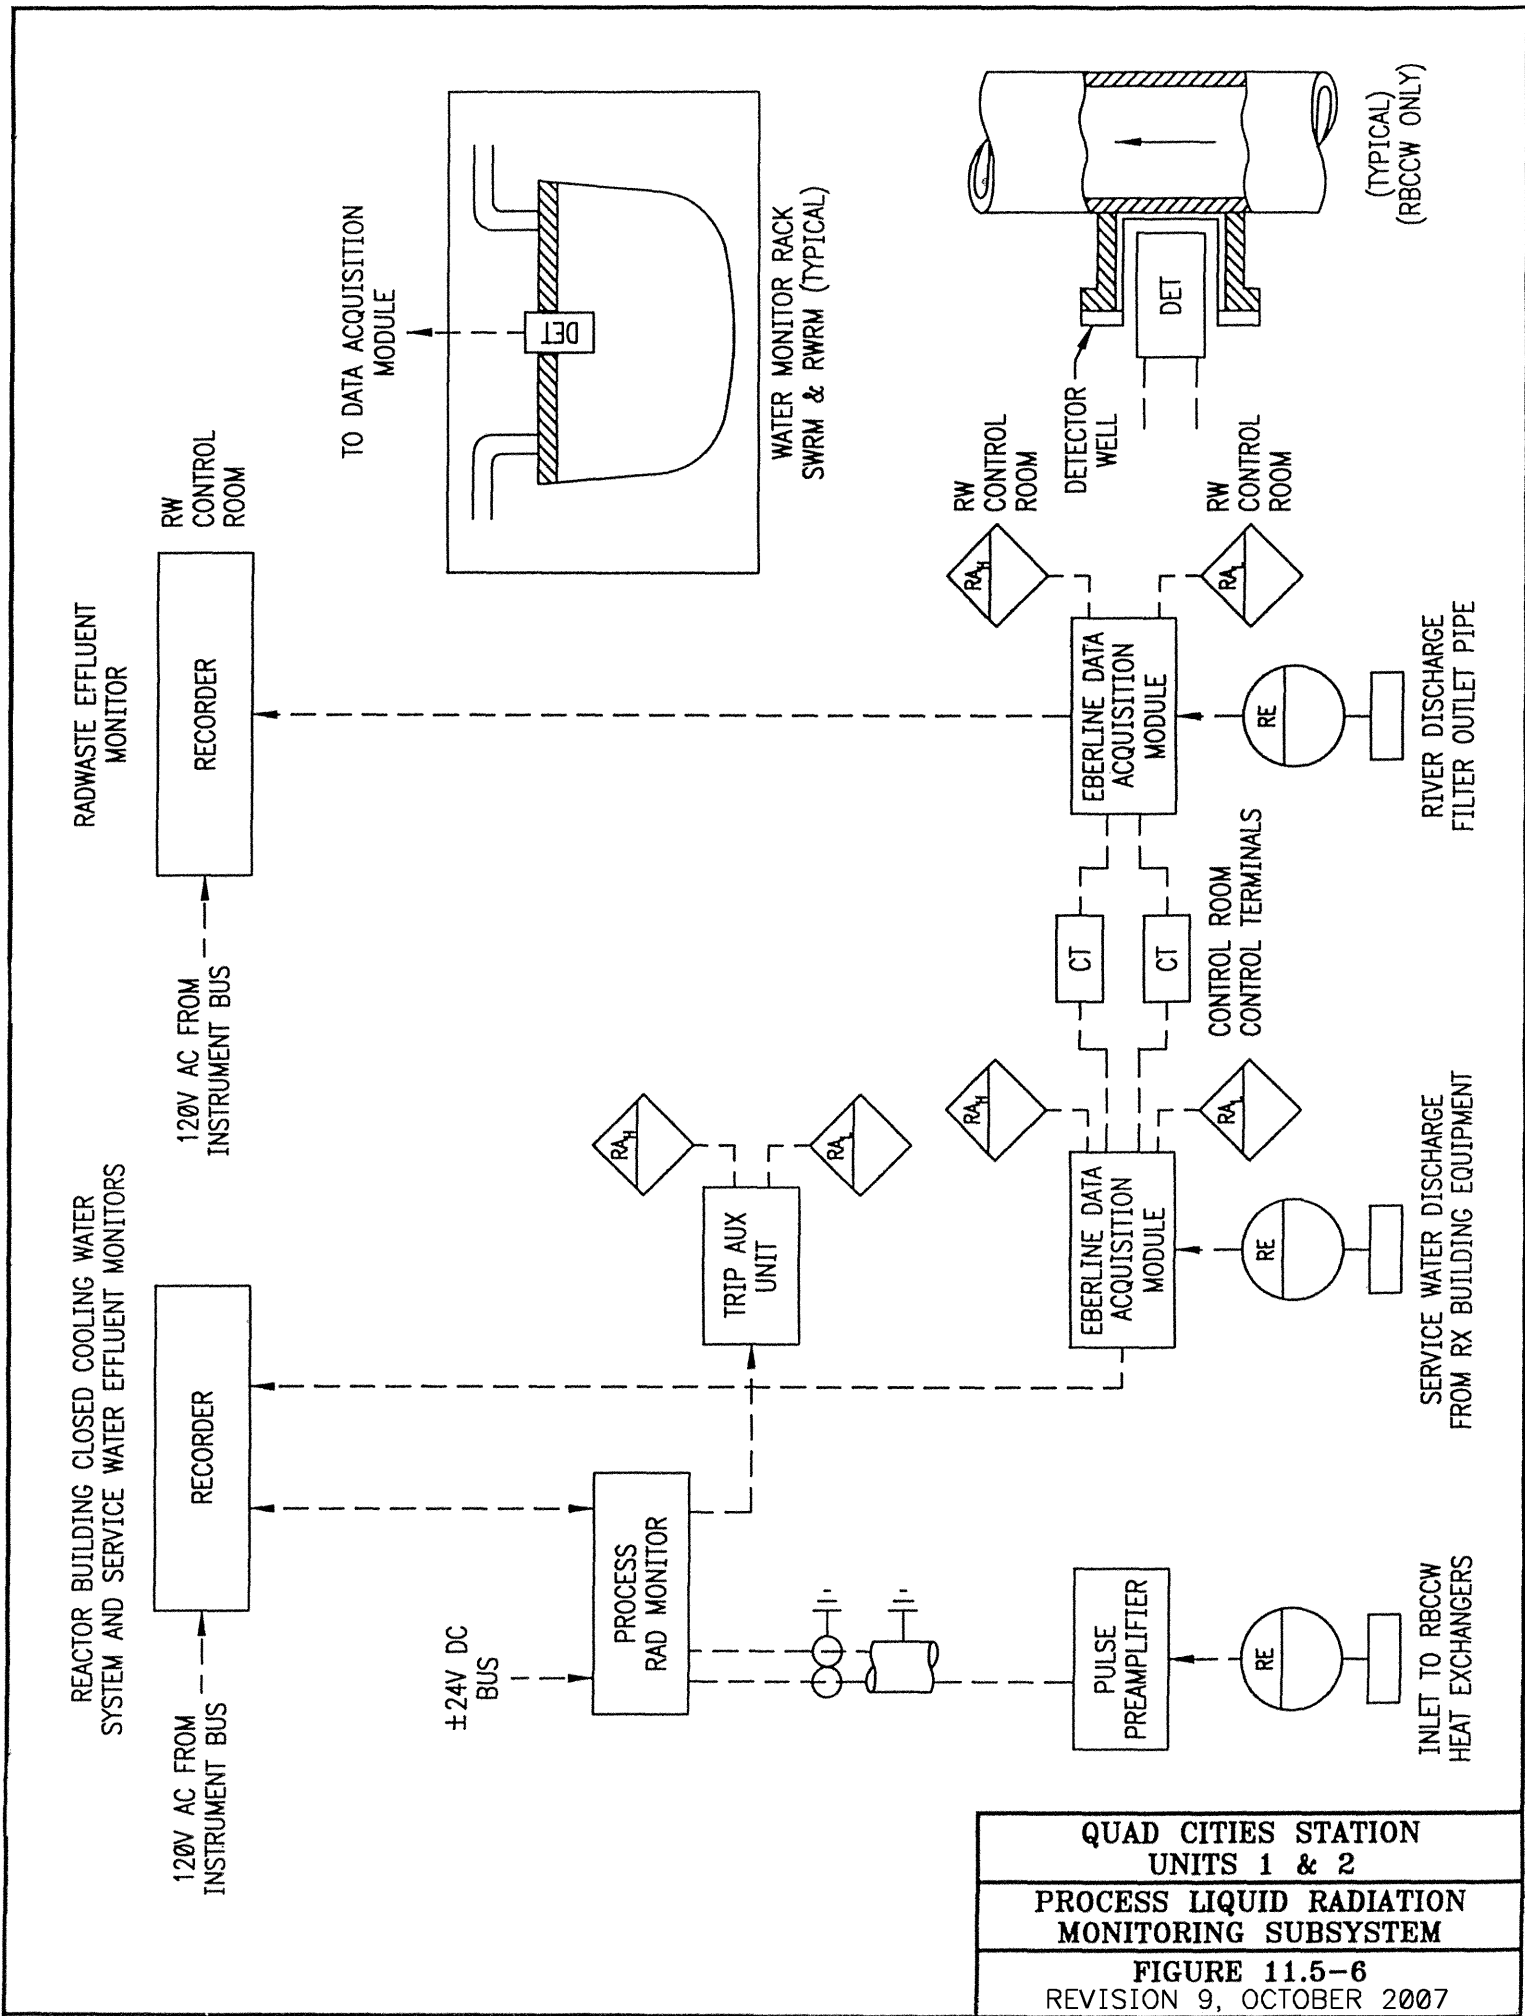 REACTOR BUILDING CLOSED COOLING WATER
SYSTEM AND SERVICE WATER EFFLUENT MONITORS
120V AC FROM
INSTRUMENT BUS
RECORDER
±24V DC
BUS
PROCESS
RAD MONITOR
TRIP AUX
UNIT
RAH
RAL
PULSE
PREAMPLIFIER
RE
INLET TO RBCCW
HEAT EXCHANGERS
EBERLINE DATA
ACQUISITION
MODULE
RAH
RAL
RE
SERVICE WATER DISCHARGE
FROM RX BUILDING EQUIPMENT
CT
CT
CONTROL ROOM
CONTROL TERMINALS
RADWASTE EFFLUENT
MONITOR
120V AC FROM
INSTRUMENT BUS
RECORDER
RW
CONTROL
ROOM
EBERLINE DATA
ACQUISITION
MODULE
RAH
RW
CONTROL
ROOM
RAL
RW
CONTROL
ROOM
RE
RIVER DISCHARGE
FILTER OUTLET PIPE
TO DATA ACQUISITION
MODULE
DET
WATER MONITOR RACK
SWRM & RWRM (TYPICAL)
DETECTOR
WELL
DET
(TYPICAL)
(RBCCW ONLY)
QUAD CITIES STATION
UNITS 1 & 2
PROCESS LIQUID RADIATION
MONITORING SUBSYSTEM
FIGURE 11.5-6
REVISION 9, OCTOBER 2007